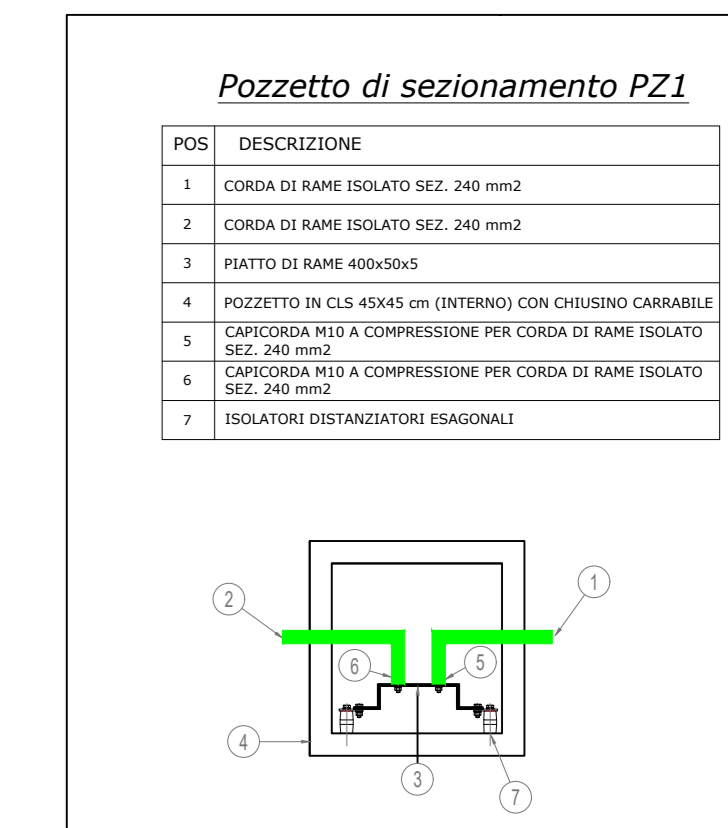 Pozzetto di sezionamento PZ1
POS DESCRIZIONE
1 CORDA DI RAME ISOLATO SEZ. 240 mm2
2 CORDA DI RAME ISOLATO SEZ. 240 mm2
3 PIATTO DI RAME 400x50x5
4 POZZETTO IN CLS 45X45 cm (INTERNO) CON CHIUSINO CARRABILE
5 CAPICORDA M10 A COMPRESSIONE PER CORDA DI RAME ISOLATO
SEZ. 240 mm2
6 CAPICORDA M10 A COMPRESSIONE PER CORDA DI RAME ISOLATO
SEZ. 240 mm2
7 ISOLATORI DISTANZIATORI ESAGONALI
2
1
6
5
4
3
7